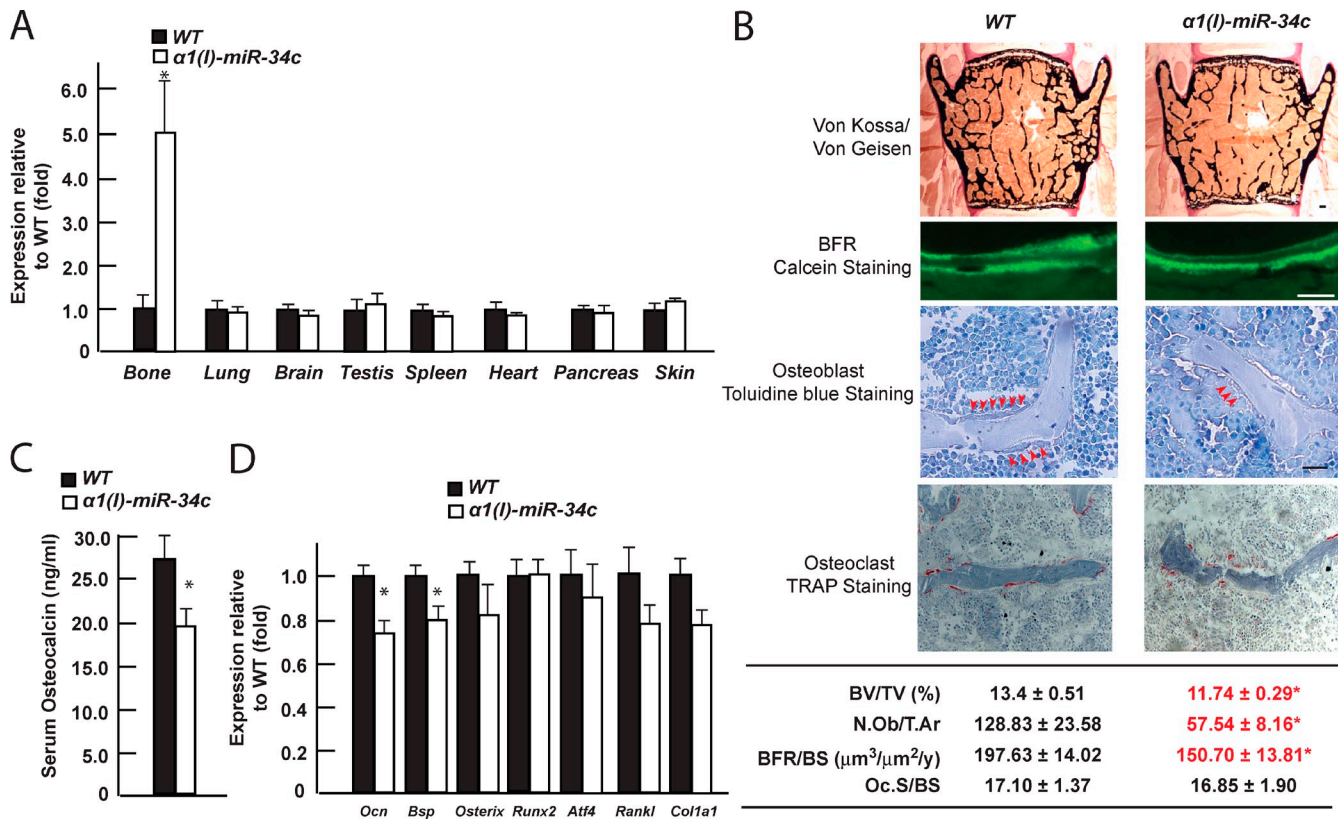 A
WT
α1(I)-miR-34c
Expression relative
to WT (fold)
6.0
5.0
4.0
3.0
2.0
1.0
0
*
Bone
Lung
Brain
Testis
Spleen
Heart
Pancreas
Skin
B
WT
α1(I)-miR-34c
Von Kossa/
Von Geisen
BFR
Calcein Staining
Osteoblast
Toluidine blue Staining
Osteoclast
TRAP Staining
BV/TV (%) 13.4 ± 0.51 11.74 ± 0.29*
N.Ob/T.Ar 128.83 ± 23.58 57.54 ± 8.16*
BFR/BS (μm³/μm²/y) 197.63 ± 14.02 150.70 ± 13.81*
Oc.S/BS 17.10 ± 1.37 16.85 ± 1.90
C
WT
α1(I)-miR-34c
Serum Osteocalcin (ng/ml)
30.0
25.0
20.0
15.0
10.0
5.0
0
*
D
WT
α1(I)-miR-34c
Expression relative
to WT (fold)
1.0
0.8
0.6
0.4
0.2
0
*
*
Ocn
Bsp
Osterix
Runx2
Atf4
Rankl
Col1a1